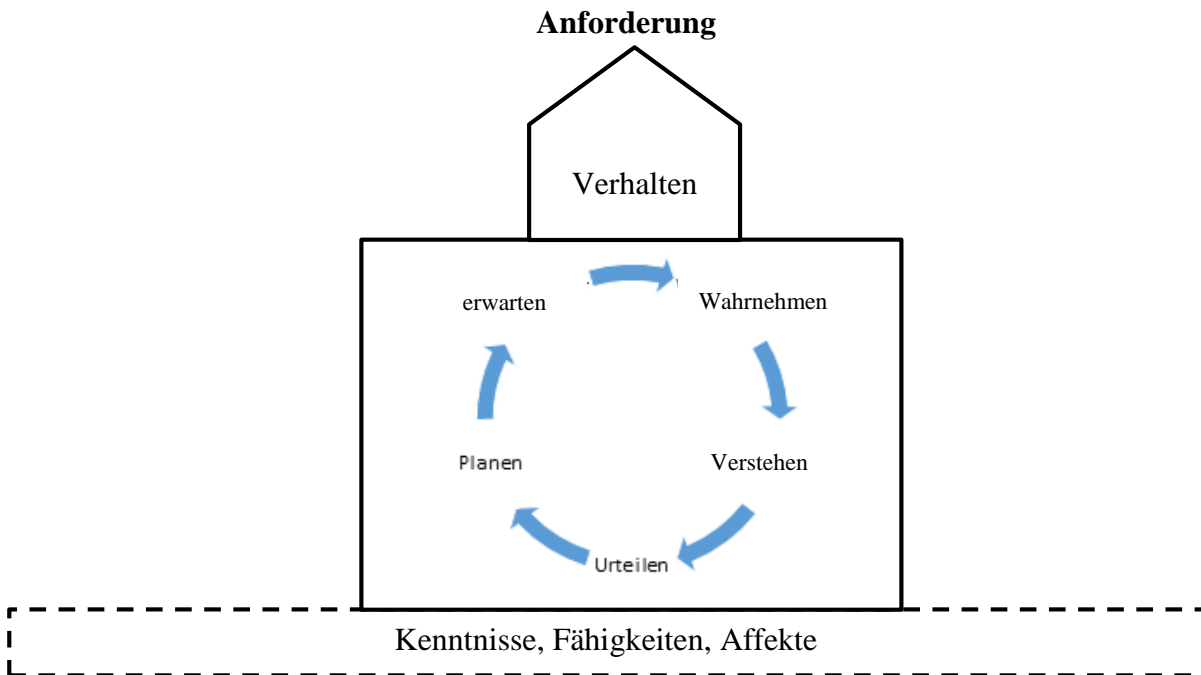 Anforderung
Verhalten
erwarten
Wahrnehmen
Planen
Verstehen
Urteilen
Kenntnisse, Fähigkeiten, Affekte